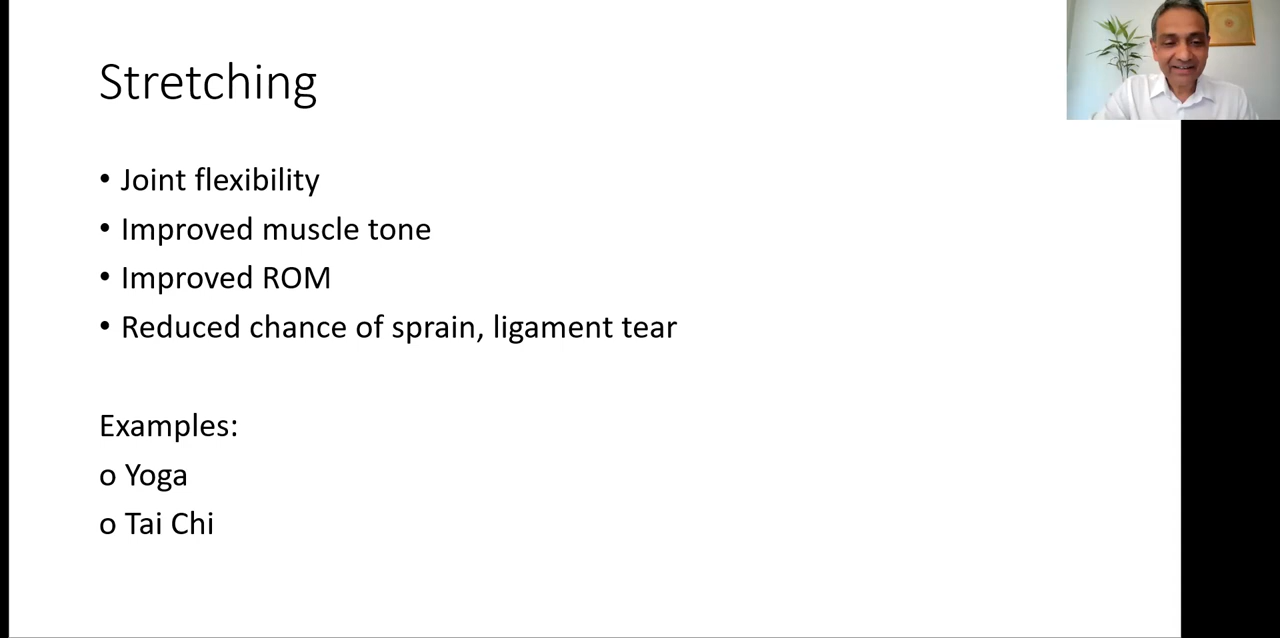 Stretching
• Joint flexibility
• Improved muscle tone
• Improved ROM
• Reduced chance of sprain, ligament tear
Examples:
o Yoga
o Tai Chi